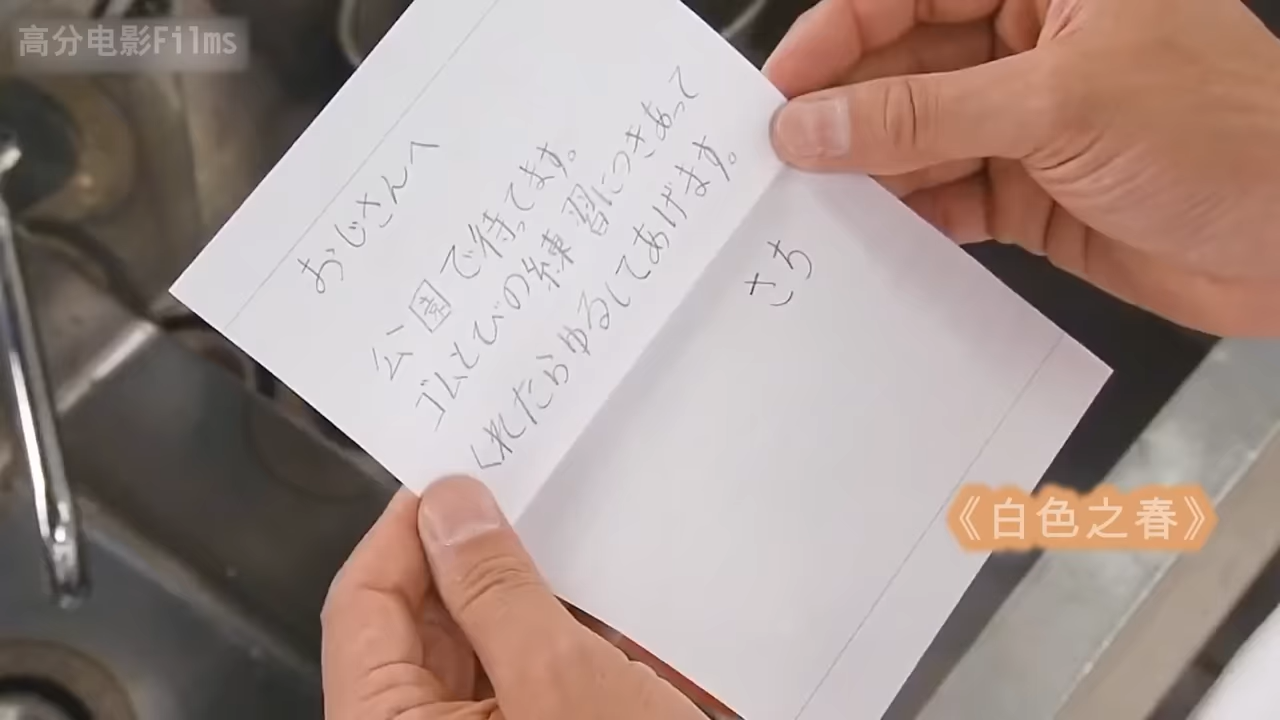 高分电影Films
おじさんへ
公園で待ってます。
ゴムとびの練習につきあって
くれたらゆるしてあげます。
さち
《白色之春》